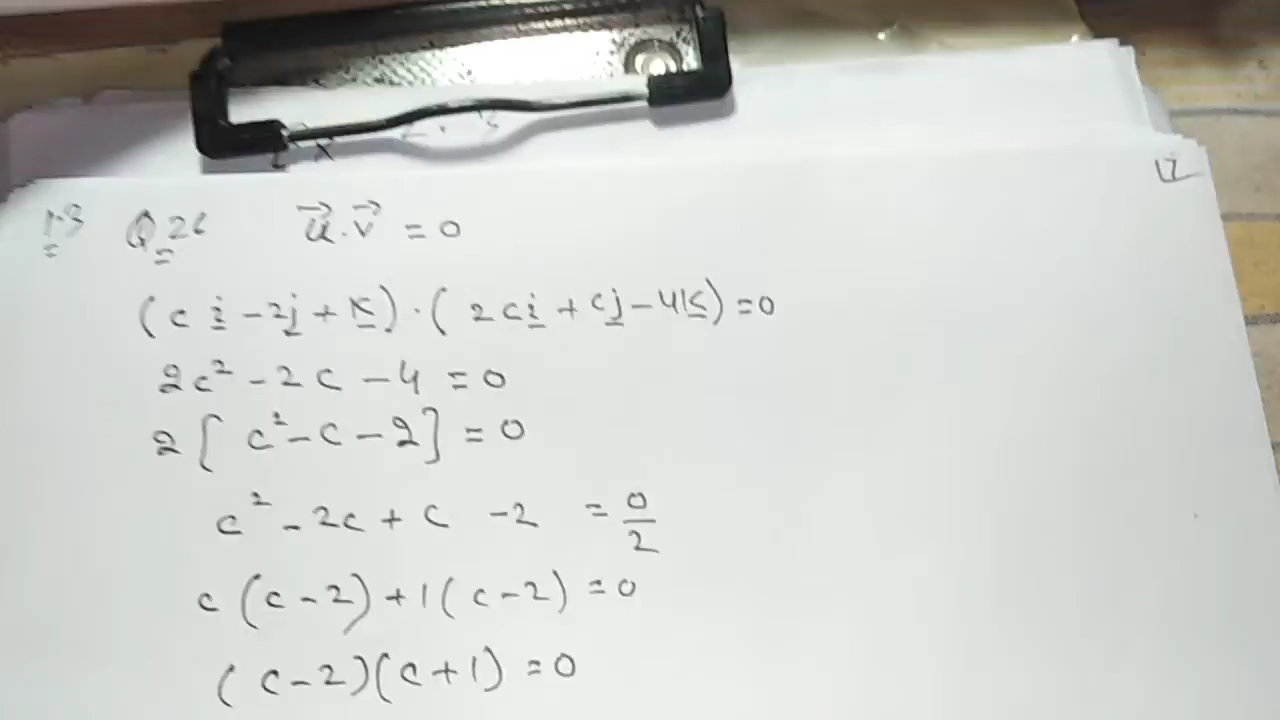 17
1.3 Q 26 u⃗ . v⃗ = 0
(c i - 2j + k) . (2c i + c j - 4k) = 0
2c² - 2c - 4 = 0
2 [ c² - c - 2 ] = 0
c² - 2c + c - 2 = 0/2
c (c - 2) + 1 (c - 2) = 0
(c - 2)(c + 1) = 0